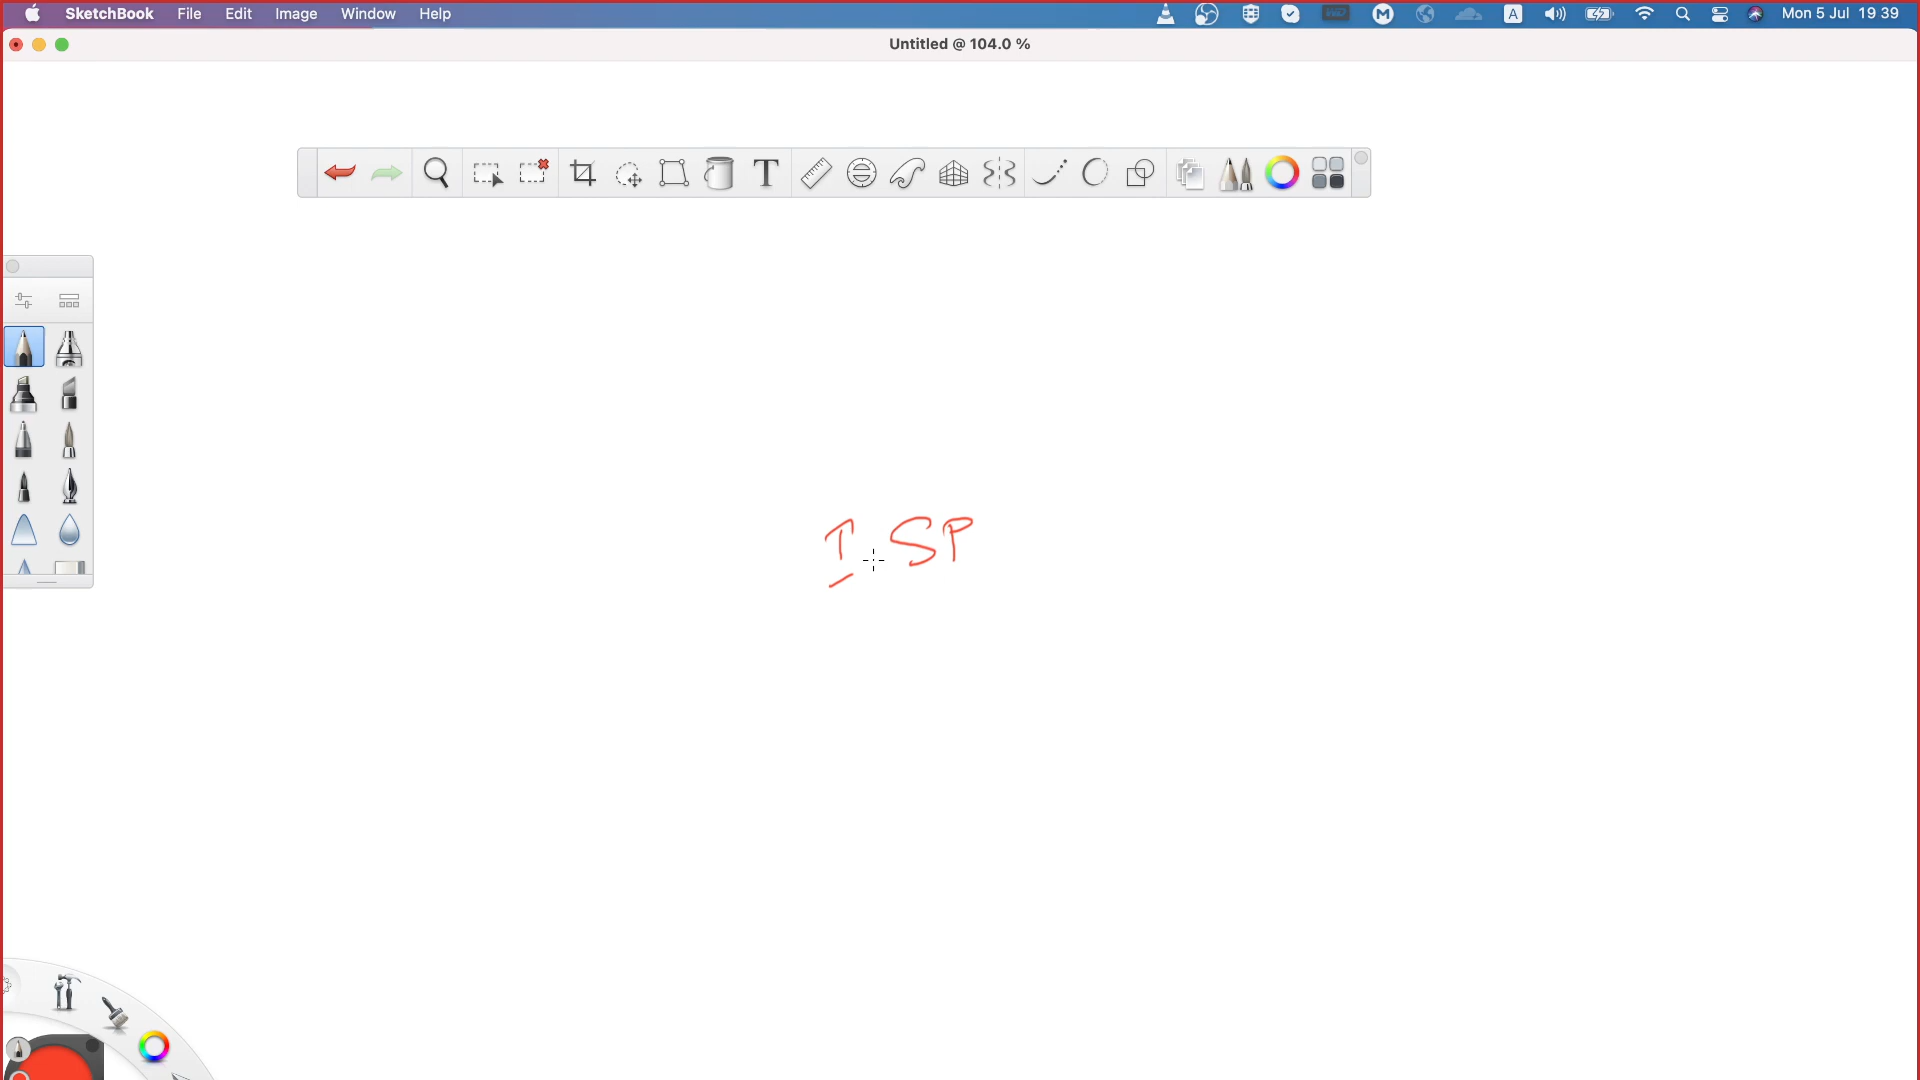 SketchBook File Edit Image Window Help A Mon 5 Jul 19 39
Untitled @ 104.0 %
T
I SP